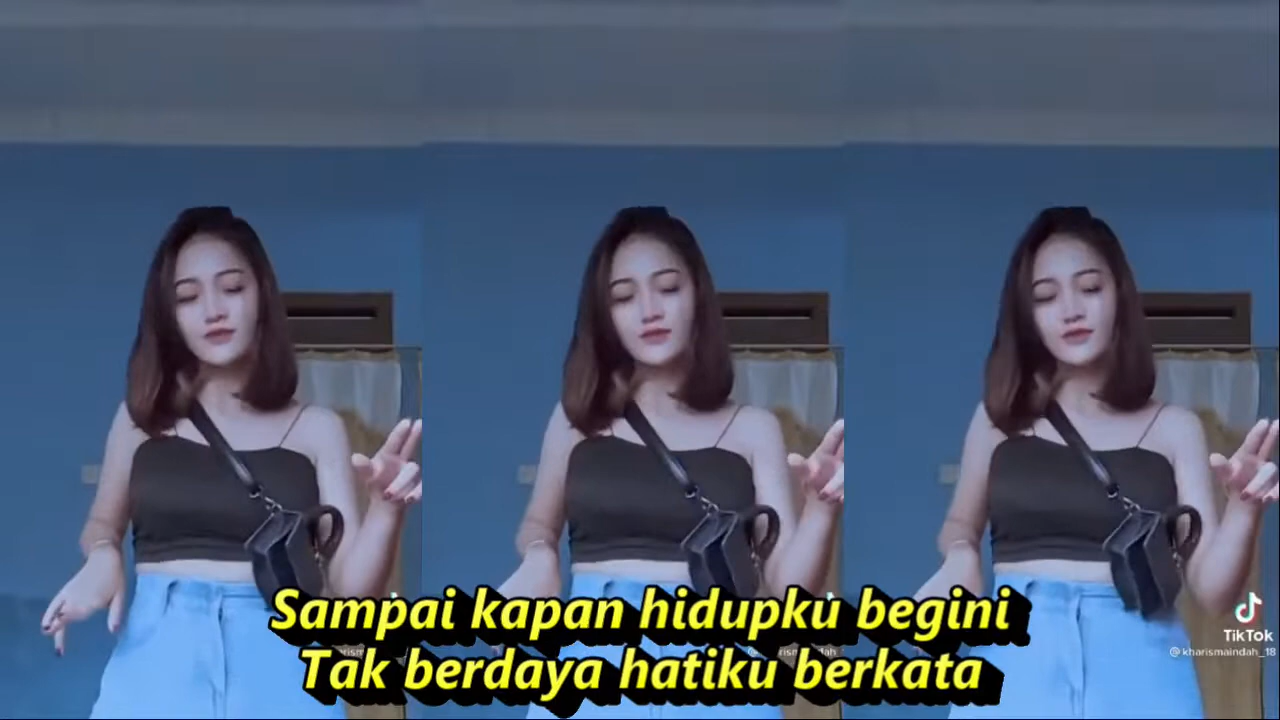 Sampai kapan hidupku begini
Tak berdaya hatiku berkata
TikTok
@kharismaindah_18